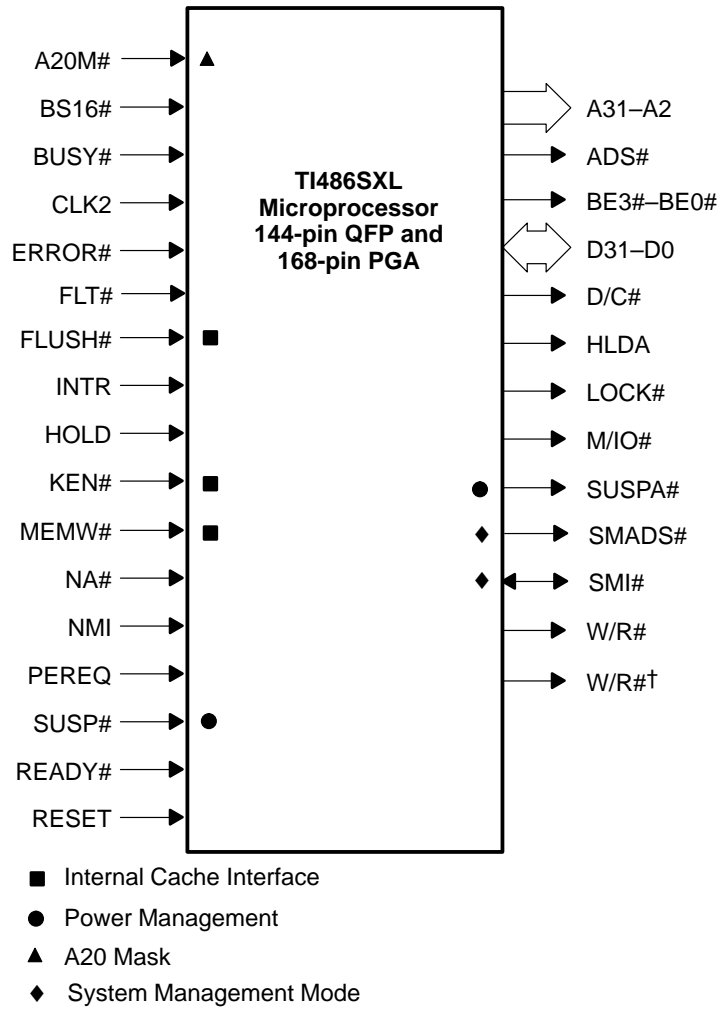 A20M#
BS16#
BUSY#
CLK2
ERROR#
FLT#
FLUSH#
INTR
HOLD
KEN#
MEMW#
NA#
NMI
PEREQ
SUSP#
READY#
RESET
TI486SXL
Microprocessor
144-pin QFP and
168-pin PGA
A31–A2
ADS#
BE3#–BE0#
D31–D0
D/C#
HLDA
LOCK#
M/IO#
SUSPA#
SMADS#
SMI#
W/R#
W/R#†
■ Internal Cache Interface
● Power Management
▲ A20 Mask
♦ System Management Mode